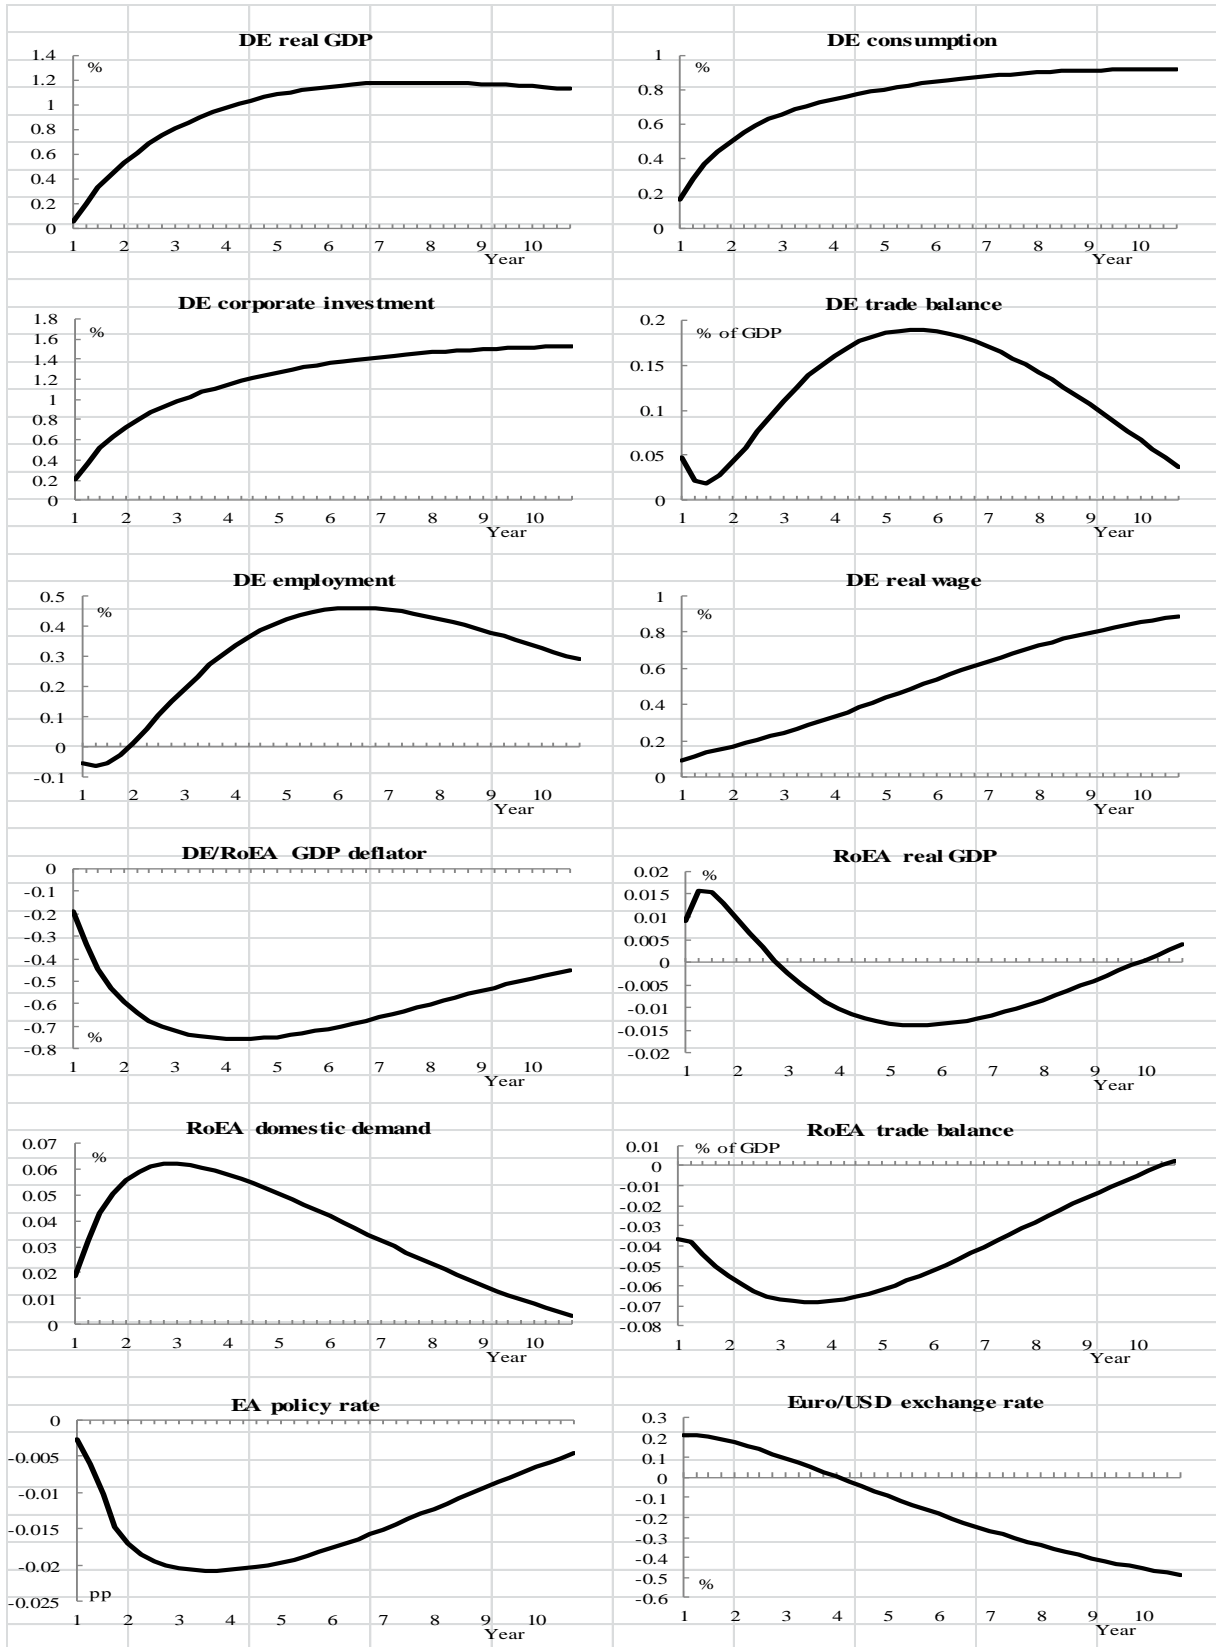 DE real GDP
1.4
%
1.2
1
0.8
0.6
0.4
0.2
0
1 2 3 4 5 6 7 8 9 10
Year
DE consumption
1
%
0.8
0.6
0.4
0.2
0
1 2 3 4 5 6 7 8 9 10
Year
DE corporate investment
1.8
%
1.6
1.4
1.2
1
0.8
0.6
0.4
0.2
0
1 2 3 4 5 6 7 8 9 10
Year
DE trade balance
0.2
% of GDP
0.15
0.1
0.05
0
1 2 3 4 5 6 7 8 9 10
Year
DE employment
0.5
%
0.4
0.3
0.2
0.1
0
-0.1
1 2 3 4 5 6 7 8 9 10
Year
DE real wage
1
%
0.8
0.6
0.4
0.2
0
1 2 3 4 5 6 7 8 9 10
Year
DE/RoEA GDP deflator
0
-0.1
-0.2
-0.3
-0.4
-0.5
-0.6
-0.7
%
-0.8
1 2 3 4 5 6 7 8 9 10
Year
RoEA real GDP
0.02
%
0.015
0.01
0.005
0
-0.005
-0.01
-0.015
-0.02
1 2 3 4 5 6 7 8 9 10
Year
RoEA domestic demand
0.07
%
0.06
0.05
0.04
0.03
0.02
0.01
0
1 2 3 4 5 6 7 8 9 10
Year
RoEA trade balance
0.01
% of GDP
0
-0.01
-0.02
-0.03
-0.04
-0.05
-0.06
-0.07
-0.08
1 2 3 4 5 6 7 8 9 10
Year
EA policy rate
0
-0.005
-0.01
-0.015
-0.02
-0.025
pp
1 2 3 4 5 6 7 8 9 10
Year
Euro/USD exchange rate
0.3
0.2
0.1
0
-0.1
-0.2
-0.3
-0.4
-0.5
%
-0.6
1 2 3 4 5 6 7 8 9 10
Year